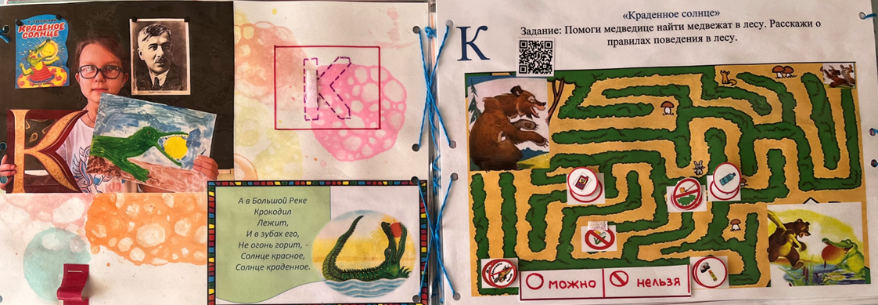 КРАДЕНОЕ
СОЛНЦЕ
К
К
А в Большой Реке
Крокодил
Лежит,
И в зубах его,
Не огонь горит, -
Солнце красное,
Солнце краденное.
«Краденное солнце»
К
Задание: Помоги медведице найти медвежат в лесу. Расскажи о
правилах поведения в лесу.
можно
нельзя